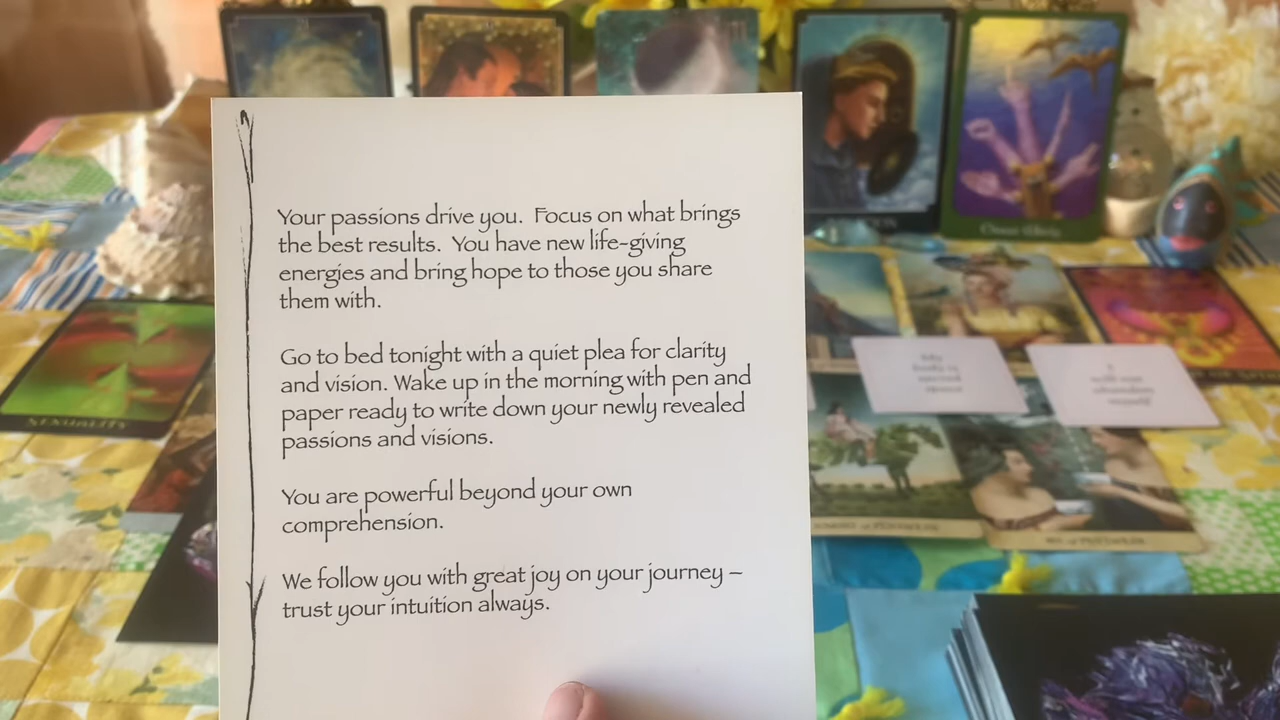 Your passions drive you. Focus on what brings
the best results. You have new life-giving
energies and bring hope to those you share
them with.
Go to bed tonight with a quiet plea for clarity
and vision. Wake up in the morning with pen and
paper ready to write down your newly revealed
passions and visions.
You are powerful beyond your own
comprehension.
We follow you with great joy on your journey –
trust your intuition always.
SEXUALITY